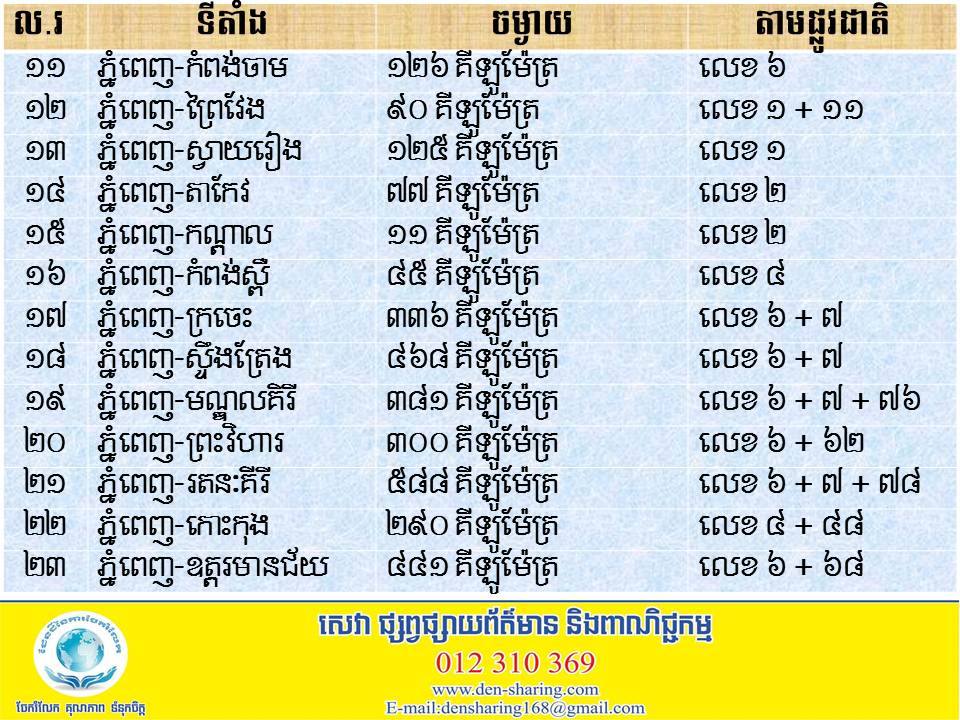 ល.រ ទីតាំង ចម្ងាយ តាមផ្លូវជាតិ
១១ ភ្នំពេញ-កំពង់ចាម ១២៦ គីឡូម៉ែត្រ លេខ ៦
១២ ភ្នំពេញ-ព្រៃវែង ៩០ គីឡូម៉ែត្រ លេខ ១ + ១១
១៣ ភ្នំពេញ-ស្វាយរៀង ១២៥ គីឡូម៉ែត្រ លេខ ១
១៤ ភ្នំពេញ-តាកែវ ៧៧ គីឡូម៉ែត្រ លេខ ២
១៥ ភ្នំពេញ-កណ្តាល ១១ គីឡូម៉ែត្រ លេខ ២
១៦ ភ្នំពេញ-កំពង់ស្ពឺ ៤៥ គីឡូម៉ែត្រ លេខ ៤
១៧ ភ្នំពេញ-ក្រចេះ ៣៣៦ គីឡូម៉ែត្រ លេខ ៦ + ៧
១៨ ភ្នំពេញ-ស្ទឹងត្រែង ៤៦៨ គីឡូម៉ែត្រ លេខ ៦ + ៧
១៩ ភ្នំពេញ-មណ្ឌលគិរី ៣៨១ គីឡូម៉ែត្រ លេខ ៦ + ៧ + ៧៦
២០ ភ្នំពេញ-ព្រះវិហារ ៣០០ គីឡូម៉ែត្រ លេខ ៦ + ៦២
២១ ភ្នំពេញ-រតនៈគីរី ៥៨៨ គីឡូម៉ែត្រ លេខ ៦ + ៧ + ៧៨
២២ ភ្នំពេញ-កោះកុង ២៩០ គីឡូម៉ែត្រ លេខ ៤ + ៤៨
២៣ ភ្នំពេញ-ឧត្តរមានជ័យ ៤៤១ គីឡូម៉ែត្រ លេខ ៦ + ៦៨
សេវា ផ្សព្វផ្សាយព័ត៌មាន និងពាណិជ្ជកម្ម
012 310 369
www.den-sharing.com
E-mail:densharing168@gmail.com
ដែនដីនៃការចែករំលែក
ចែករំលែក គុណភាព ទំនុកចិត្ត